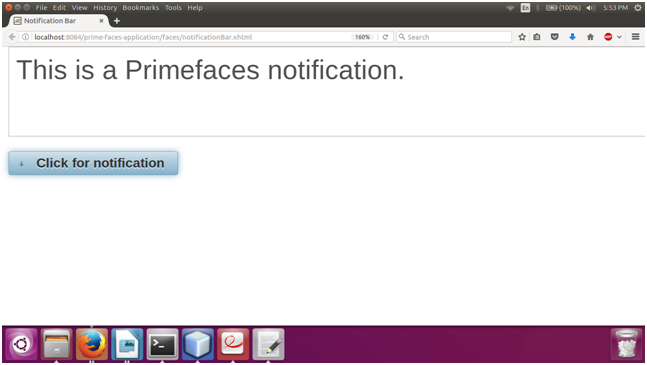 File Edit View History Bookmarks Tools Help
En (100%) 5:53 PM
Notification Bar × +
localhost:8084/prime-faces-application/faces/notificationBar.xhtml 160% Search
ABP
This is a Primefaces notification.
Click for notification